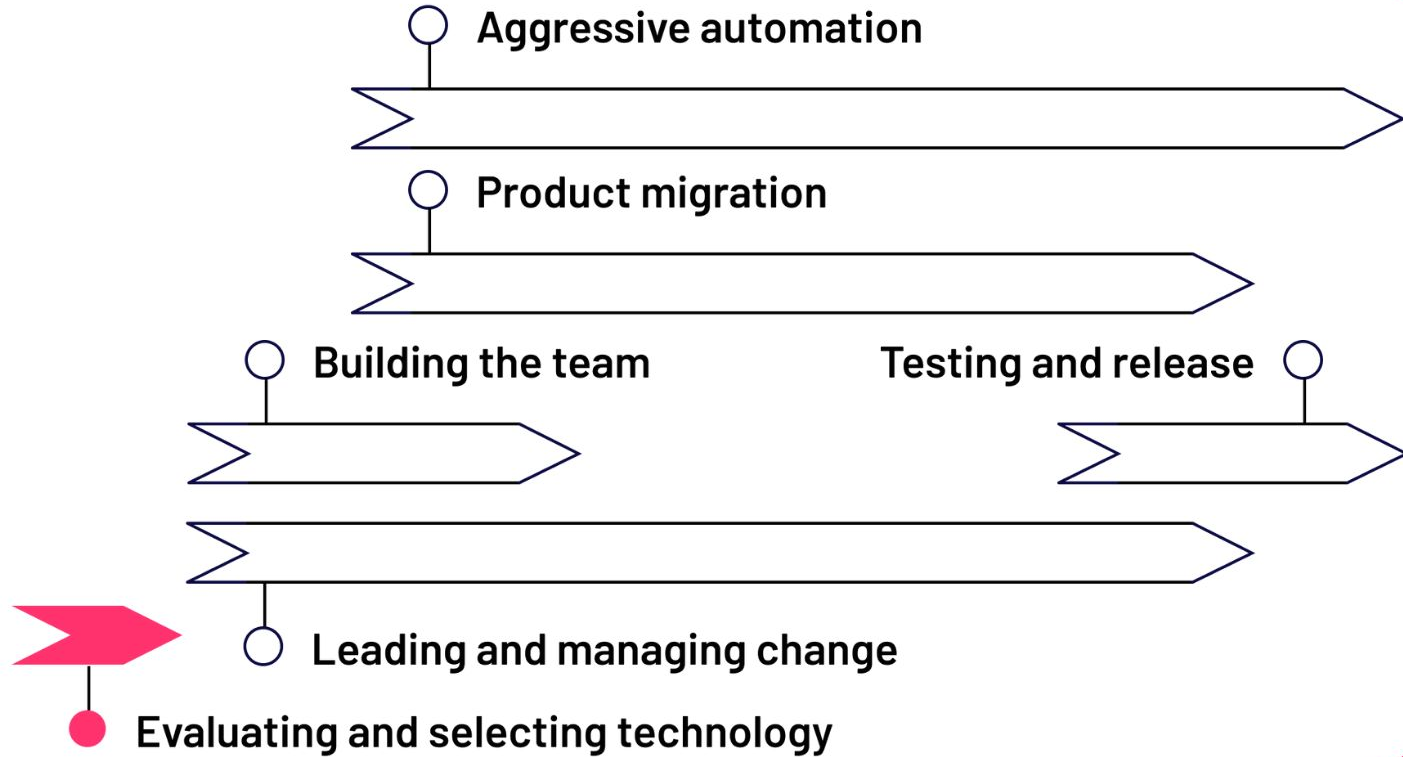 Aggressive automation
Product migration
Building the team
Testing and release
Leading and managing change
Evaluating and selecting technology